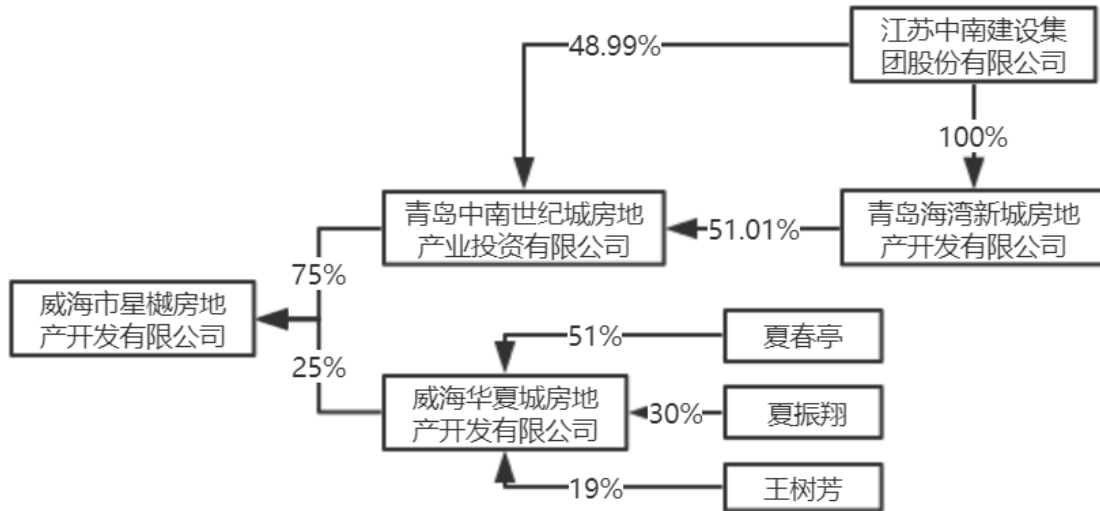 江苏中南建设集
团股份有限公司
48.99%
100%
青岛中南世纪城房地
产业投资有限公司
51.01%
青岛海湾新城房地
产开发有限公司
75%
威海市星樾房地
产开发有限公司
25%
51%
夏春亭
威海华夏城房地
产开发有限公司
30%
夏振翔
19%
王树芳